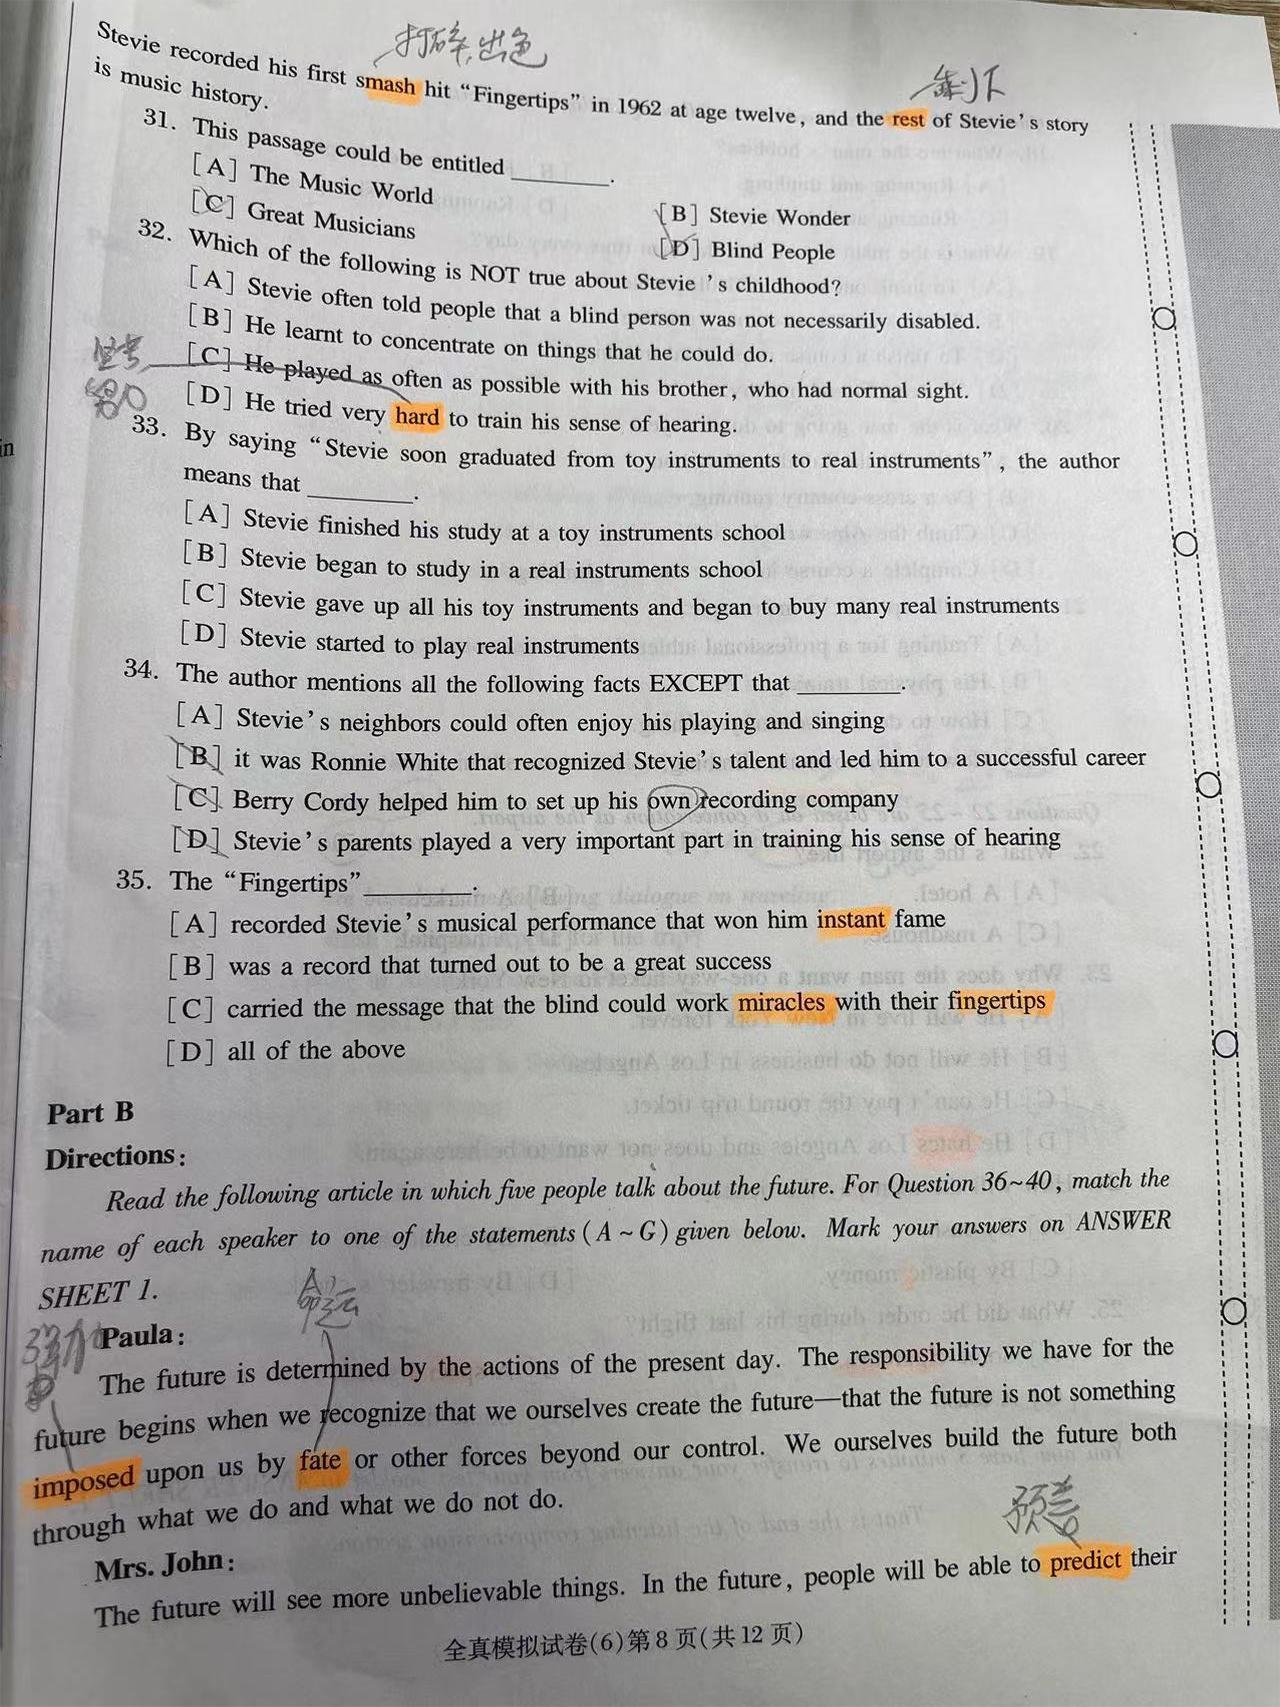 打碎,出色
Stevie recorded his first smash hit “Fingertips” in 1962 at age twelve, and the rest of Stevie's story
剩下
is music history.
31. This passage could be entitled ________.
[A] The Music World
[B] Stevie Wonder
[C] Great Musicians
[D] Blind People
32. Which of the following is NOT true about Stevie 's childhood?
[A] Stevie often told people that a blind person was not necessarily disabled.
[B] He learnt to concentrate on things that he could do.
[C] He played as often as possible with his brother, who had normal sight.
[D] He tried very hard to train his sense of hearing.
33. By saying “Stevie soon graduated from toy instruments to real instruments”, the author
means that ________.
[A] Stevie finished his study at a toy instruments school
[B] Stevie began to study in a real instruments school
[C] Stevie gave up all his toy instruments and began to buy many real instruments
[D] Stevie started to play real instruments
34. The author mentions all the following facts EXCEPT that ________.
[A] Stevie's neighbors could often enjoy his playing and singing
[B] it was Ronnie White that recognized Stevie's talent and led him to a successful career
[C] Berry Cordy helped him to set up his own recording company
[D] Stevie's parents played a very important part in training his sense of hearing
35. The “Fingertips” ________.
[A] recorded Stevie's musical performance that won him instant fame
[B] was a record that turned out to be a great success
[C] carried the message that the blind could work miracles with their fingertips
[D] all of the above
Part B
Directions:
Read the following article in which five people talk about the future. For Question 36~40, match the
name of each speaker to one of the statements (A ~ G) given below. Mark your answers on ANSWER
SHEET 1.
命运
强加
Paula:
The future is determined by the actions of the present day. The responsibility we have for the
future begins when we recognize that we ourselves create the future—that the future is not something
imposed upon us by fate or other forces beyond our control. We ourselves build the future both
through what we do and what we do not do.
预言
Mrs. John:
The future will see more unbelievable things. In the future, people will be able to predict their
全真模拟试卷(6)第8页(共12页)